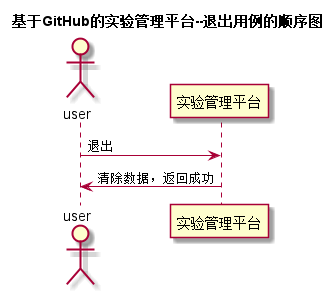 基于GitHub的实验管理平台--退出用例的顺序图
user
实验管理平台
退出
清除数据，返回成功
user
实验管理平台